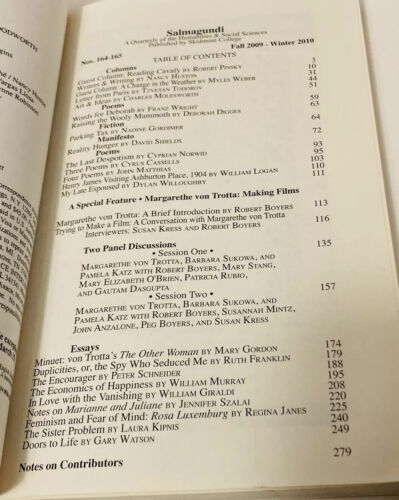 OODWORTH
gins
Nancy Huston
argas Llosa
nne Robinson
Salmagundi
A Quarterly of the Humanities & Social Sciences
Published by Skidmore College
Nos. 164-165 Fall 2009 - Winter 2010
TABLE OF CONTENTS
Columns
Guest Column: Reading Cavafy BY ROBERT PINSKY 3
Writers & Writing BY NANCY HUSTON 10
Guest Column: A Change in the Weather BY MYLES WEBER 31
Letter from Paris BY TZVETAN TODOROV 44
Art & Ideas BY CHARLES MOLESWORTH 51
Poems
Words for Deborah BY FRANZ WRIGHT 59
Raising the Wooly Mammoth BY DEBORAH DIGGES 63
Fiction
Parking Tax BY NADINE GORDIMER 64
Manifesto
Reality Hunger BY DAVID SHIELDS 72
Poems
The Last Despotism BY CYPRIAN NORWID 93
Three Poems BY CYRUS CASSELLS 95
Four Poems BY JOHN MATTHIAS 103
Henry James Visiting Ashburton Place, 1904 BY WILLIAM LOGAN 110
My Late Espoused BY DYLAN WILLOUGHBY 111
A Special Feature • Margarethe von Trotta: Making Films
Margarethe von Trotta: A Brief Introduction BY ROBERT BOYERS 113
Trying to Make a Film: A Conversation with Margarethe von Trotta 116
INTERVIEWERS: SUSAN KRESS AND ROBERT BOYERS
Two Panel Discussions
• Session One • 135
MARGARETHE VON TROTTA, BARBARA SUKOWA, AND
PAMELA KATZ WITH ROBERT BOYERS, MARY STANG,
MARY ELIZABETH O'BRIEN, PATRICIA RUBIO,
AND GAUTAM DASGUPTA
• Session Two • 157
MARGARETHE VON TROTTA, BARBARA SUKOWA, AND
PAMELA KATZ WITH ROBERT BOYERS, SUSANNAH MINTZ,
JOHN ANZALONE, PEG BOYERS, AND SUSAN KRESS
Essays
Minuet: von Trotta's The Other Woman BY MARY GORDON 174
Duplicities, or, the Spy Who Seduced Me BY RUTH FRANKLIN 179
The Encourager BY PETER SCHNEIDER 188
The Economics of Happiness BY WILLIAM MURRAY 195
In Love with the Vanishing BY WILLIAM GIRALDI 208
Notes on Marianne and Juliane BY JENNIFER SZALAI 220
Feminism and Fear of Mind: Rosa Luxemburg BY REGINA JANES 225
The Sister Problem BY LAURA KIPNIS 240
Doors to Life BY GARY WATSON 249
Notes on Contributors 279